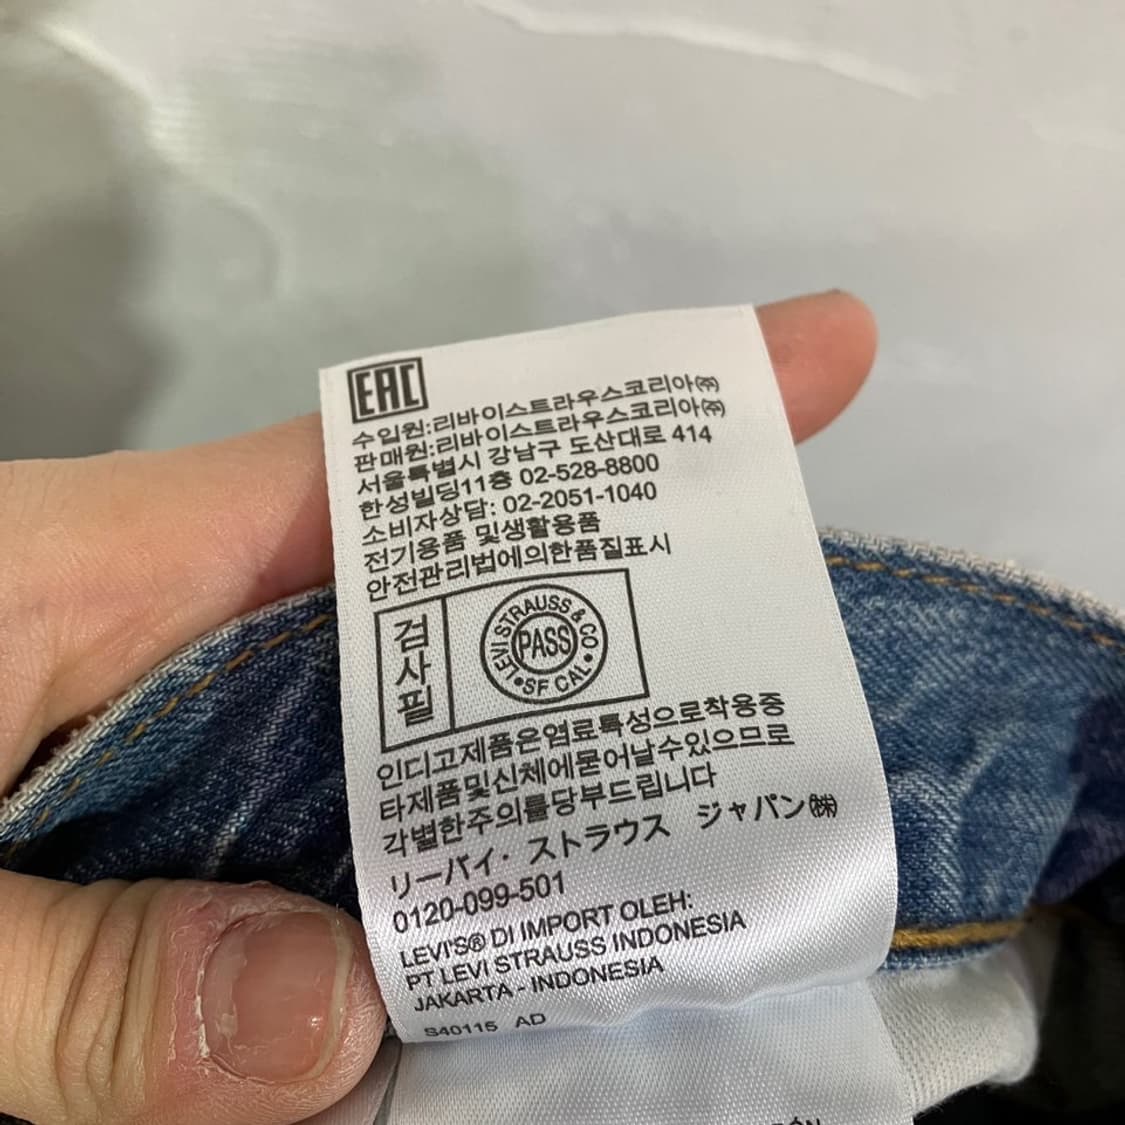 EAC
수입원:리바이스트라우스코리아㈜
판매원:리바이스트라우스코리아㈜
서울특별시 강남구 도산대로 414
한성빌딩11층 02-528-8800
소비자상담: 02-2051-1040
전기용품 및생활용품
안전관리법에의한품질표시
검사필
LEVI STRAUSS & CO
PASS
SF CAL
인디고제품은염료특성으로착용중
타제품및신체에묻어날수있으므로
각별한주의를당부드립니다
リーバイ・ストラウス ジャパン㈱
0120-099-501
LEVI'S® DI IMPORT OLEH:
PT LEVI STRAUSS INDONESIA
JAKARTA - INDONESIA
S40115 AD